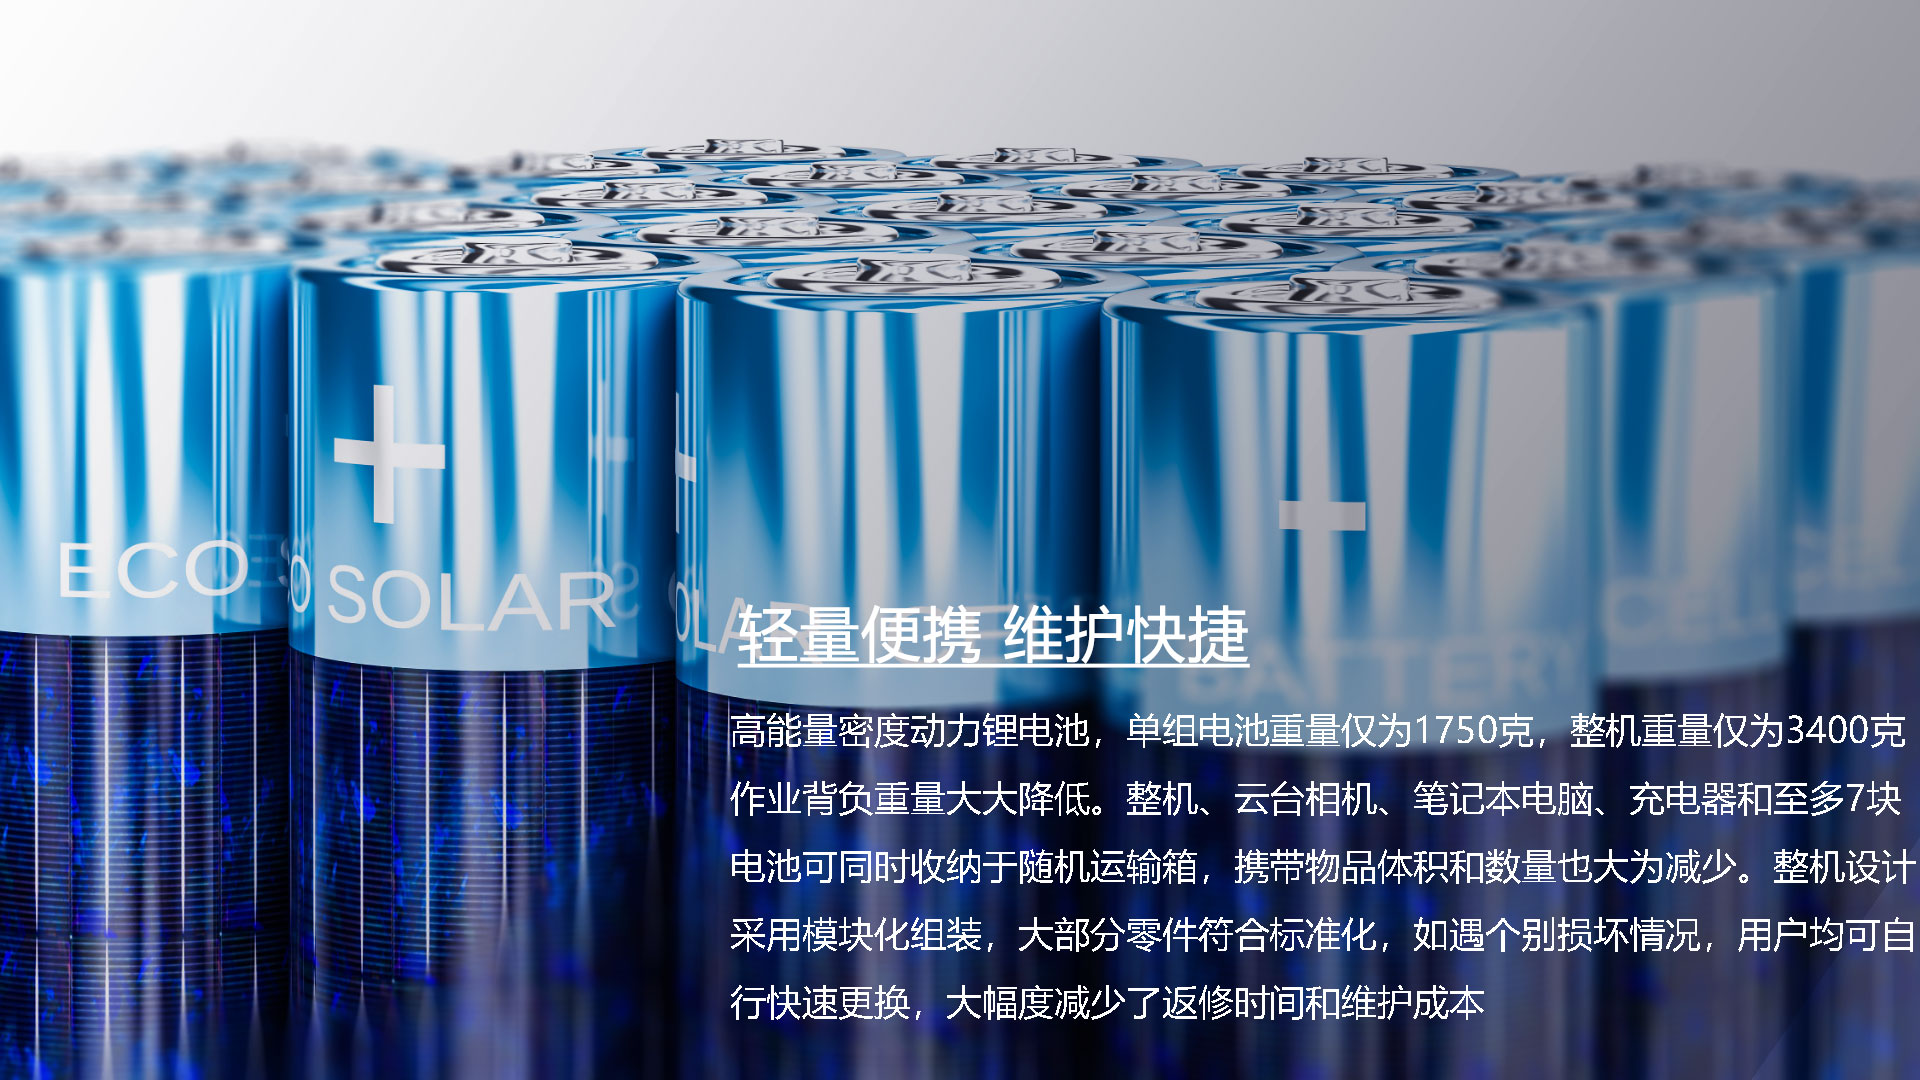 ECO
SOLAR
轻量便携 维护快捷
BATTERY
高能量密度动力锂电池，单组电池重量仅为1750克，整机重量仅为3400克
作业背负重量大大降低。整机、云台相机、笔记本电脑、充电器和至多7块
电池可同时收纳于随机运输箱，携带物品体积和数量也大为减少。整机设计
采用模块化组装，大部分零件符合标准化，如遇个别损坏情况，用户均可自
行快速更换，大幅度减少了返修时间和维护成本